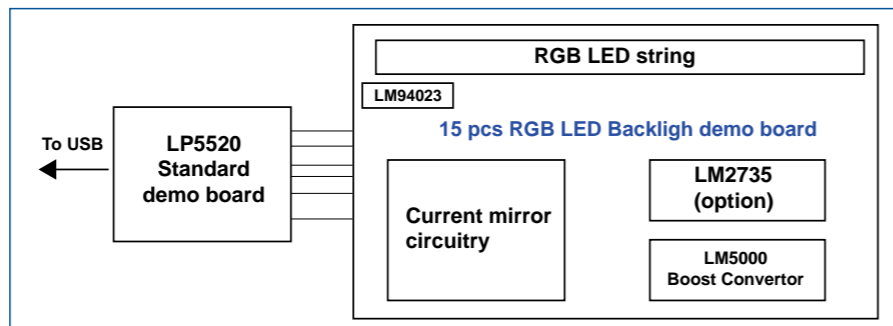 RGB LED string
LM94023
15 pcs RGB LED Backligh demo board
To USB
LP5520
Standard
demo board
Current mirror
circuitry
LM2735
(option)
LM5000
Boost Convertor